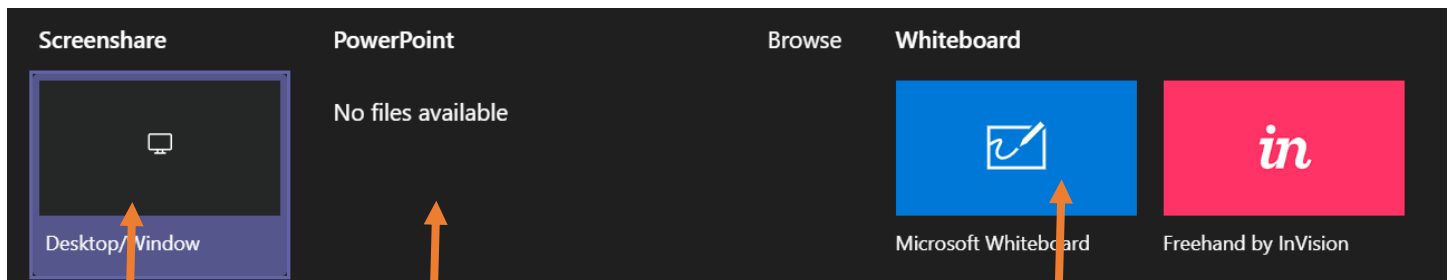 Screenshare
PowerPoint
Browse
Whiteboard
No files available
in
Desktop/Window
Microsoft Whiteboard
Freehand by InVision